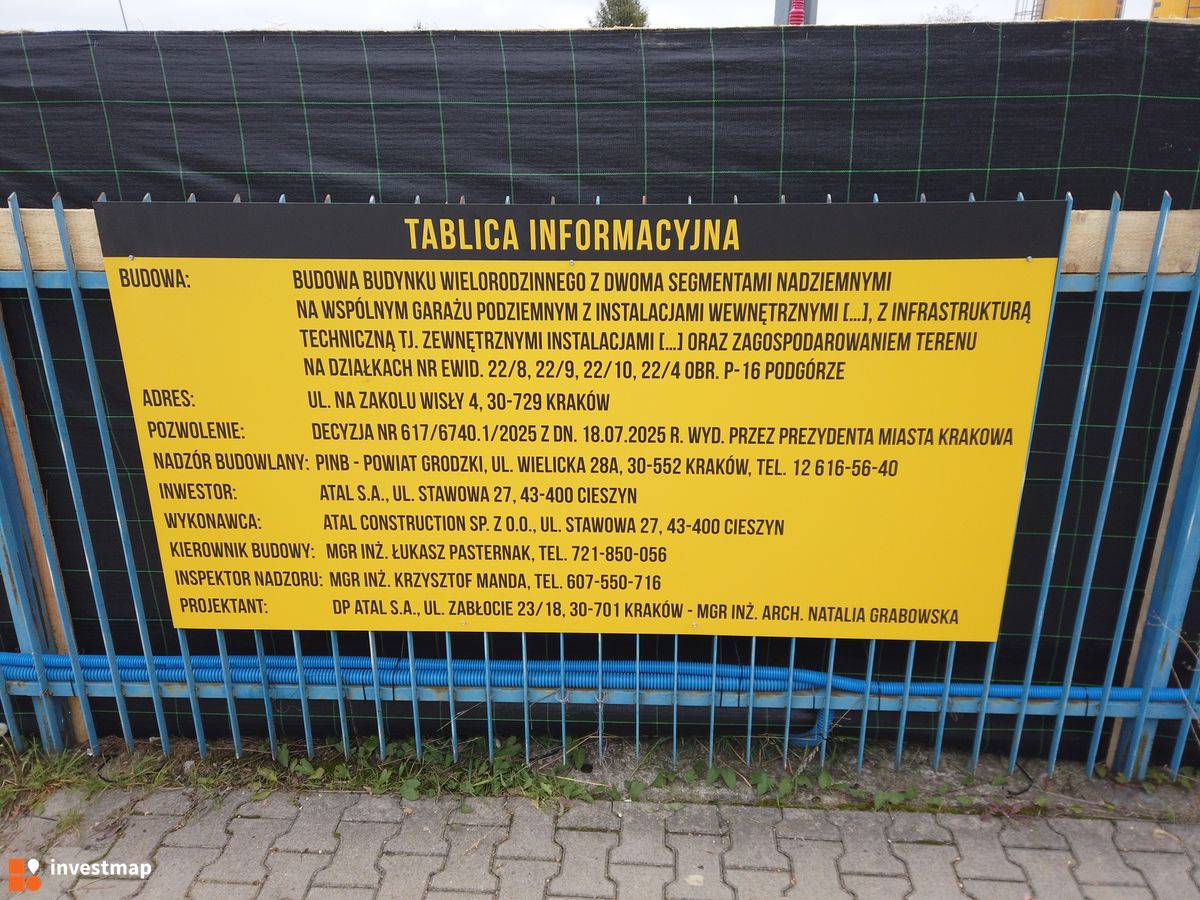 TABLICA INFORMACYJNA
BUDOWA: BUDOWA BUDYNKU WIELORODZINNEGO Z DWOMA SEGMENTAMI NADZIEMNYMI
NA WSPÓLNYM GARAŻU PODZIEMNYM Z INSTALACJAMI WEWNĘTRZNYMI [...], Z INFRASTRUKTURĄ
TECHNICZNĄ TJ. ZEWNĘTRZNYMI INSTALACJAMI [...] ORAZ ZAGOSPODAROWANIEM TERENU
NA DZIAŁKACH NR EWID. 22/8, 22/9, 22/10, 22/4 OBR. P-16 PODGÓRZE
ADRES: UL. NA ZAKOLU WISŁY 4, 30-729 KRAKÓW
POZWOLENIE: DECYZJA NR 617/6740.1/2025 Z DN. 18.07.2025 R. WYD. PRZEZ PREZYDENTA MIASTA KRAKOWA
NADZÓR BUDOWLANY: PINB - POWIAT GRODZKI, UL. WIELICKA 28A, 30-552 KRAKÓW, TEL. 12 616-56-40
INWESTOR: ATAL S.A., UL. STAWOWA 27, 43-400 CIESZYN
WYKONAWCA: ATAL CONSTRUCTION SP. Z O.O., UL. STAWOWA 27, 43-400 CIESZYN
KIEROWNIK BUDOWY: MGR INŻ. ŁUKASZ PASTERNAK, TEL. 721-850-056
INSPEKTOR NADZORU: MGR INŻ. KRZYSZTOF MANDA, TEL. 607-550-716
PROJEKTANT: DP ATAL S.A., UL. ZABŁOCIE 23/18, 30-701 KRAKÓW - MGR INŻ. ARCH. NATALIA GRABOWSKA
investmap